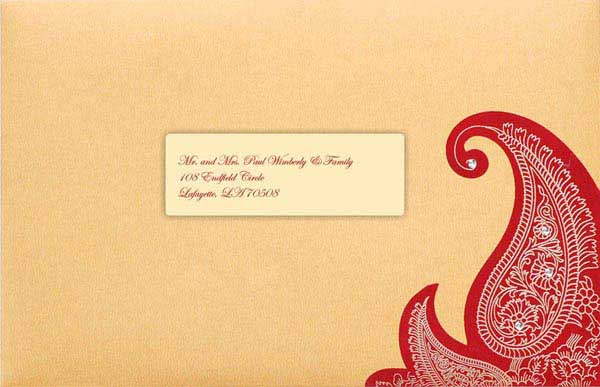 Mr. and Mrs. Paul Wimberly & Family
108 Endfield Circle
Lafayette, LA 70508